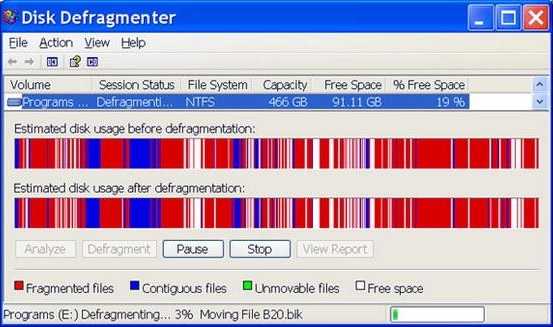 Disk Defragmenter
File Action View Help
Volume Session Status File System Capacity Free Space % Free Space
Programs ... Defragmenti... NTFS 466 GB 91.11 GB 19 %
Estimated disk usage before defragmentation:
Estimated disk usage after defragmentation:
Analyze Defragment Pause Stop View Report
Fragmented files Contiguous files Unmovable files Free space
Programs (E:) Defragmenting... 3% Moving File B20.bik